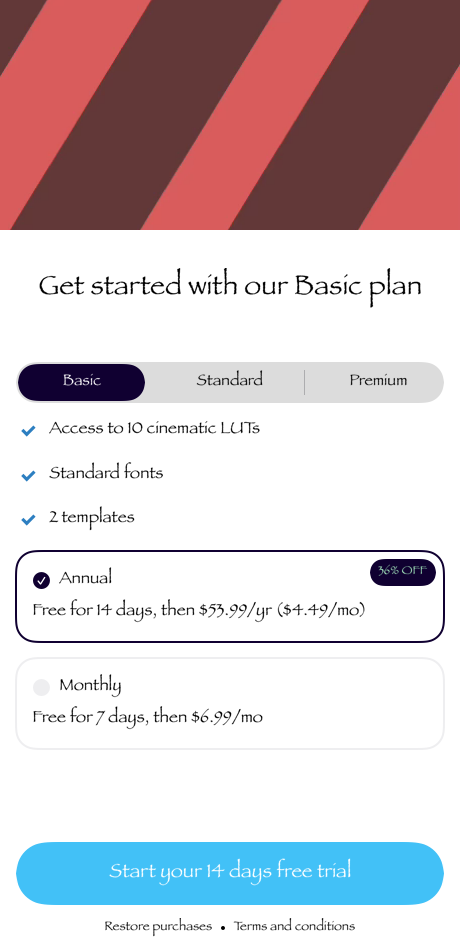 Get started with our Basic plan
Basic Standard Premium
Access to 10 cinematic LUTs
Standard fonts
2 templates
Annual 36% OFF
Free for 14 days, then $53.99/yr ($4.49/mo)
Monthly
Free for 7 days, then $6.99/mo
Start your 14 days free trial
Restore purchases • Terms and conditions